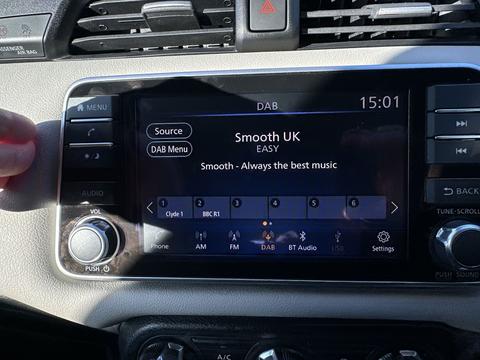 PASSENGER
AIR BAG
MENU
DAB
15:01
Source
DAB Menu
Smooth UK
EASY
Smooth - Always the best music
1 2 3 4 5 6
Clyde 1 BBC R1
Phone AM FM DAB BT Audio USB Settings
AUDIO
VOL
PUSH
DAB
BACK
TUNE·SCROLL
PUSH SOUND
A/C